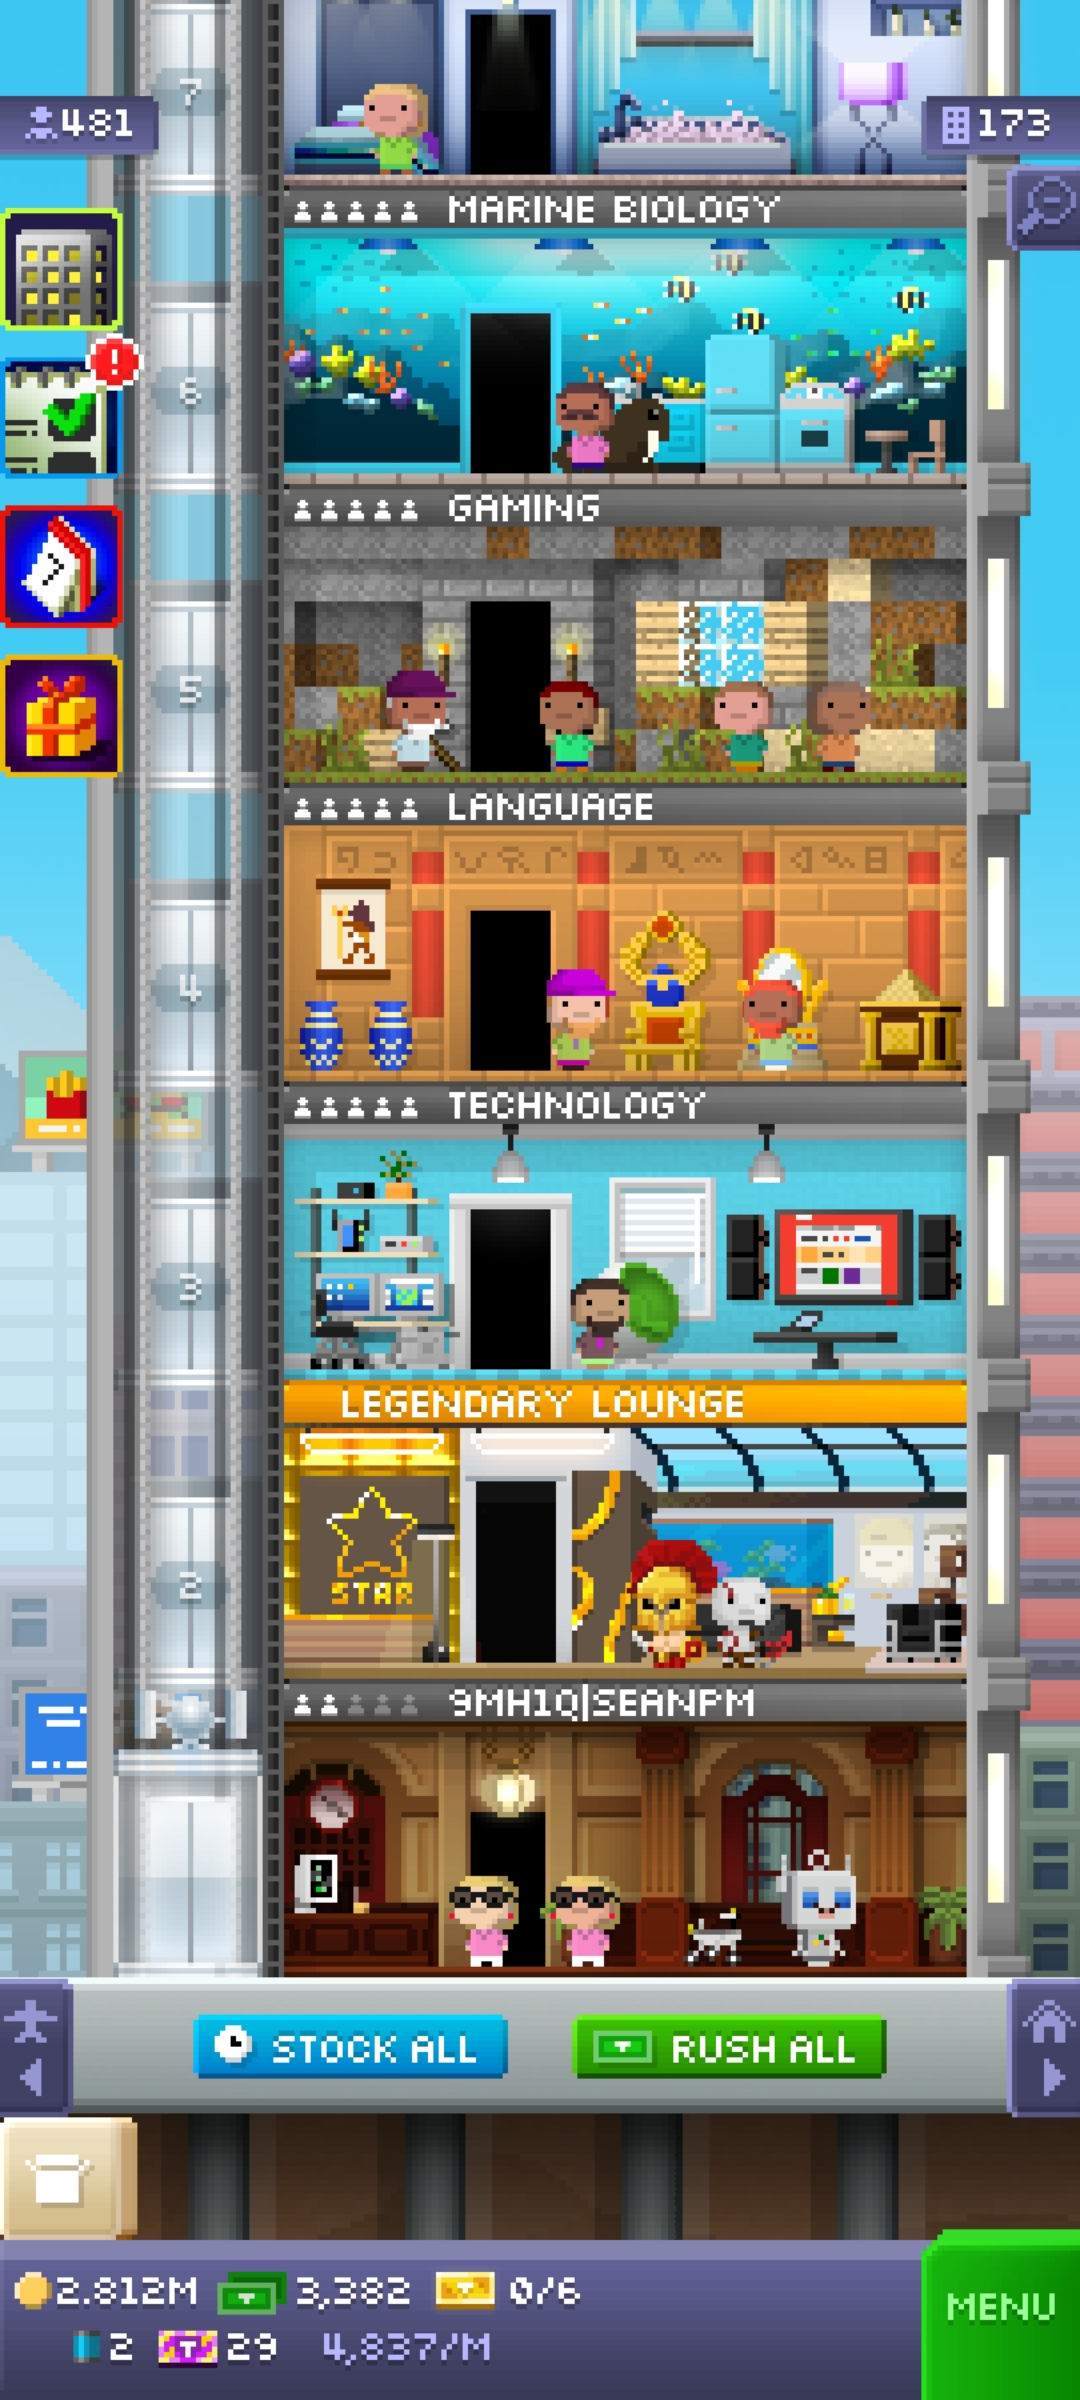 7
481
173
MARINE BIOLOGY
6
GAMING
7
5
LANGUAGE
4
TECHNOLOGY
3
LEGENDARY LOUNGE
STAR
2
9MH1Q|SEANPM
STOCK ALL
RUSH ALL
2.812M
3,382
0/6
MENU
2
29
4,837/M